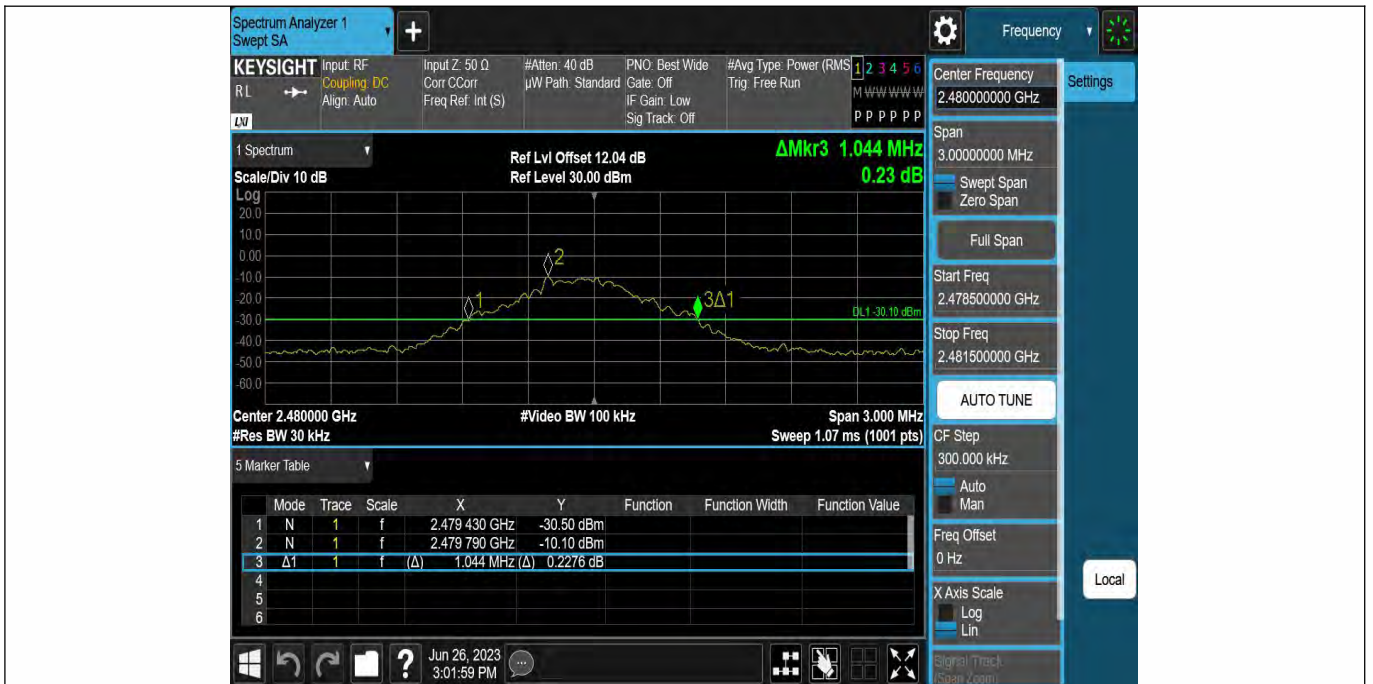 Spectrum Analyzer 1
Swept SA
+
Frequency
KEYSIGHT
RL
LXI
Input: RF
Coupling: DC
Align: Auto
Input Z: 50 Ω
Corr CCorr
Freq Ref: Int (S)
#Atten: 40 dB
µW Path: Standard
PNO: Best Wide
Gate: Off
IF Gain: Low
Sig Track: Off
#Avg Type: Power (RMS
Trig: Free Run
1 2 3 4 5 6
M W W W W W
P P P P P P
1 Spectrum
Scale/Div 10 dB
Ref Lvl Offset 12.04 dB
Ref Level 30.00 dBm
ΔMkr3 1.044 MHz
0.23 dB
Log
20.0
10.0
0.00
-10.0
-20.0
-30.0
-40.0
-50.0
-60.0
1
2
3Δ1
DL1 -30.10 dBm
Center 2.480000 GHz
#Video BW 100 kHz
Span 3.000 MHz
#Res BW 30 kHz
Sweep 1.07 ms (1001 pts)
5 Marker Table
Mode Trace Scale X Y Function Function Width Function Value
1 N 1 f 2.479 430 GHz -30.50 dBm
2 N 1 f 2.479 790 GHz -10.10 dBm
3 Δ1 1 f (Δ) 1.044 MHz (Δ) 0.2276 dB
4
5
6
?
Jun 26, 2023
3:01:59 PM
Center Frequency
2.480000000 GHz
Settings
Span
3.00000000 MHz
Swept Span
Zero Span
Full Span
Start Freq
2.478500000 GHz
Stop Freq
2.481500000 GHz
AUTO TUNE
CF Step
300.000 kHz
Auto
Man
Freq Offset
0 Hz
X Axis Scale
Log
Lin
Signal Track
(Span Zoom)
Local